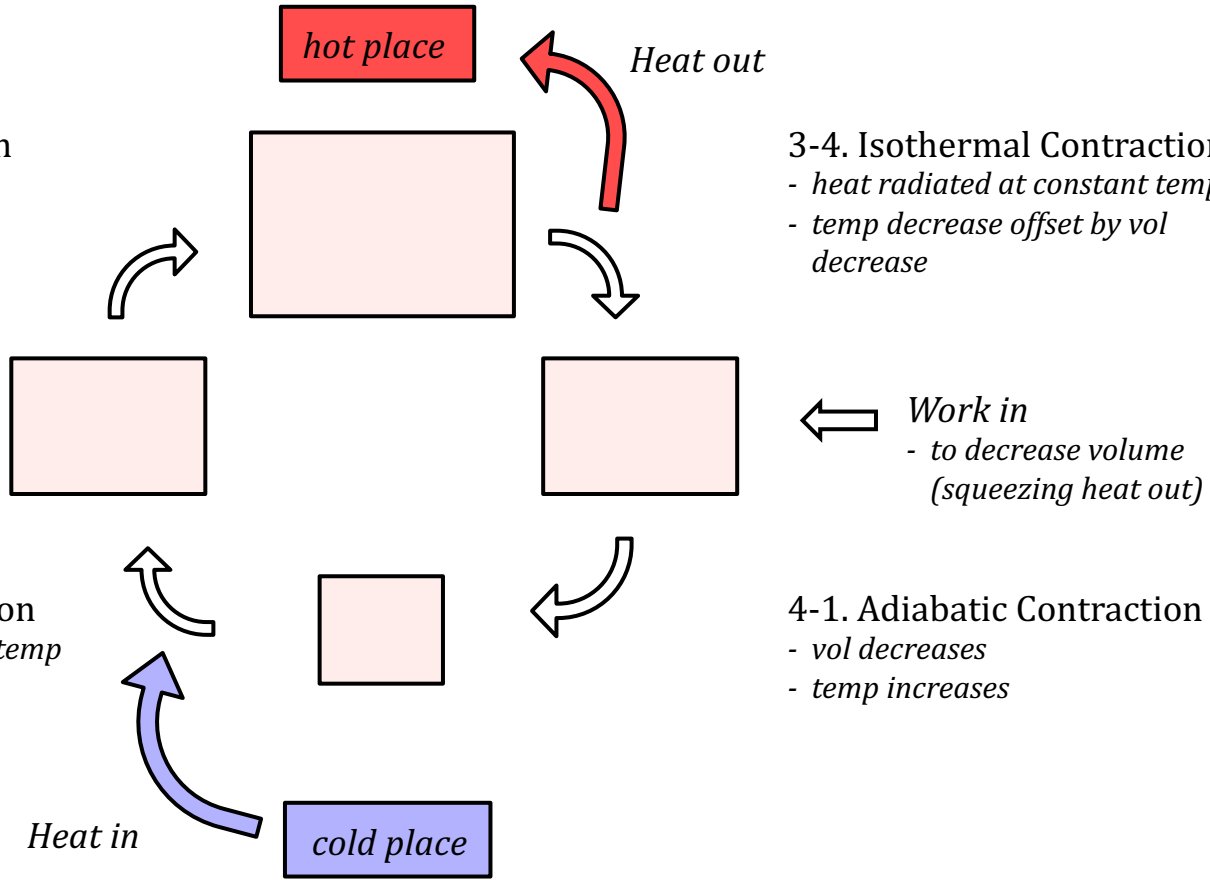 hot place
Heat out
3-4. Isothermal Contraction
- heat radiated at constant temp
- temp decrease offset by vol
decrease
Work in
- to decrease volume
(squeezing heat out)
on
temp
4-1. Adiabatic Contraction
- vol decreases
- temp increases
Heat in
cold place